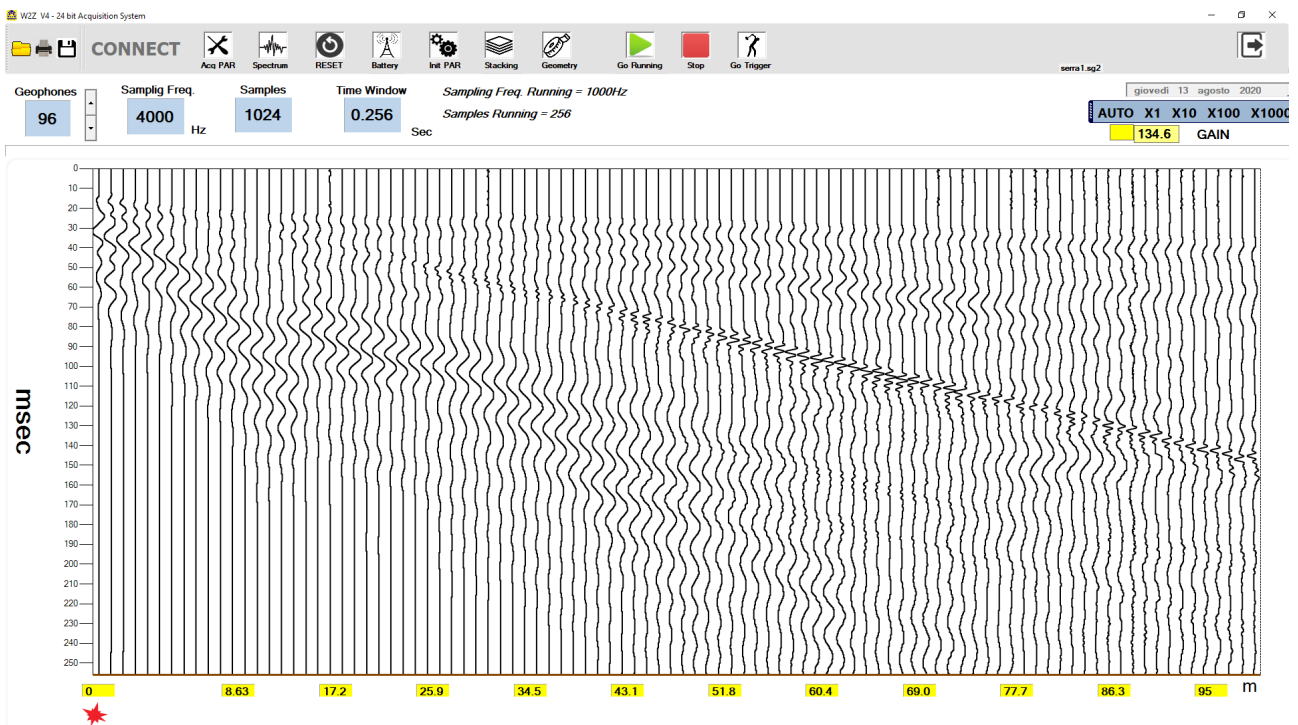 W2Z V4 - 24 bit Acquisition System
CONNECT
Acq PAR Spectrum RESET Battery Init PAR Stacking Geometry Go Running Stop Go Trigger
serra1.sg2
Geophones Samplig Freq. Samples Time Window Sampling Freq. Running = 1000Hz
giovedì 13 agosto 2020
96 4000 Hz 1024 0.256 Sec Samples Running = 256
AUTO X1 X10 X100 X1000
134.6 GAIN
0
10
20
30
40
50
60
70
80
90
100
110
120
130
140
150
160
170
180
190
200
210
220
230
240
250
msec
0 8.63 17.2 25.9 34.5 43.1 51.8 60.4 69.0 77.7 86.3 95 m